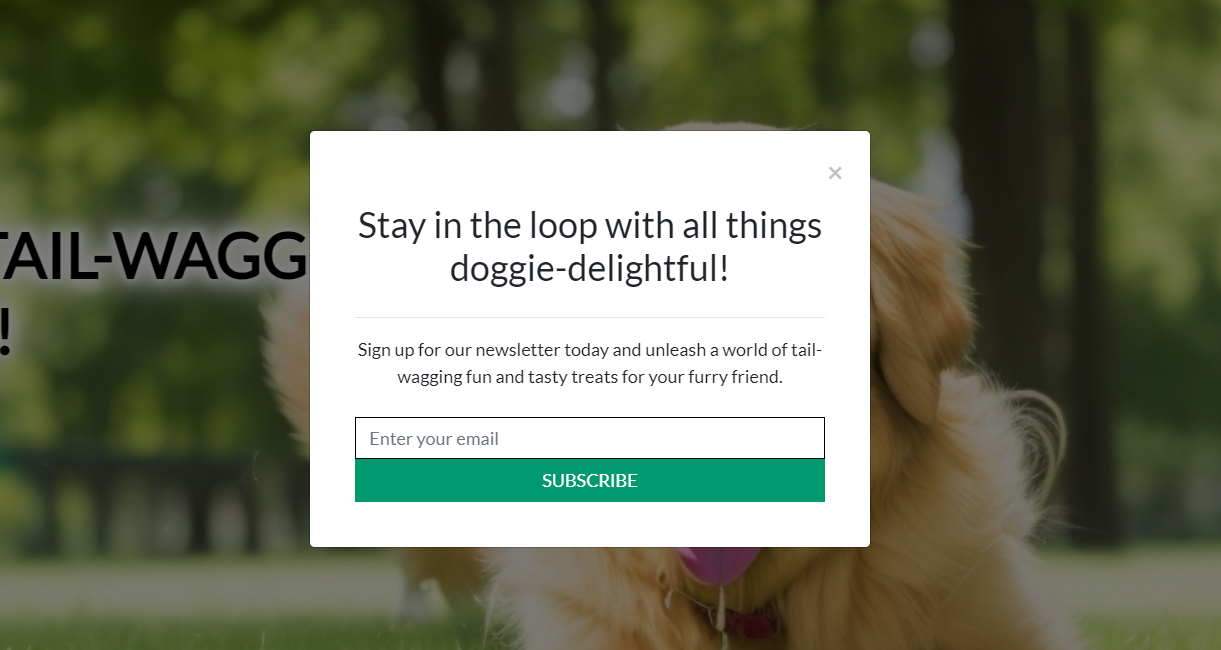 TAIL-WAGG
!
×
Stay in the loop with all things
doggie-delightful!
Sign up for our newsletter today and unleash a world of tail-
wagging fun and tasty treats for your furry friend.
Enter your email
SUBSCRIBE